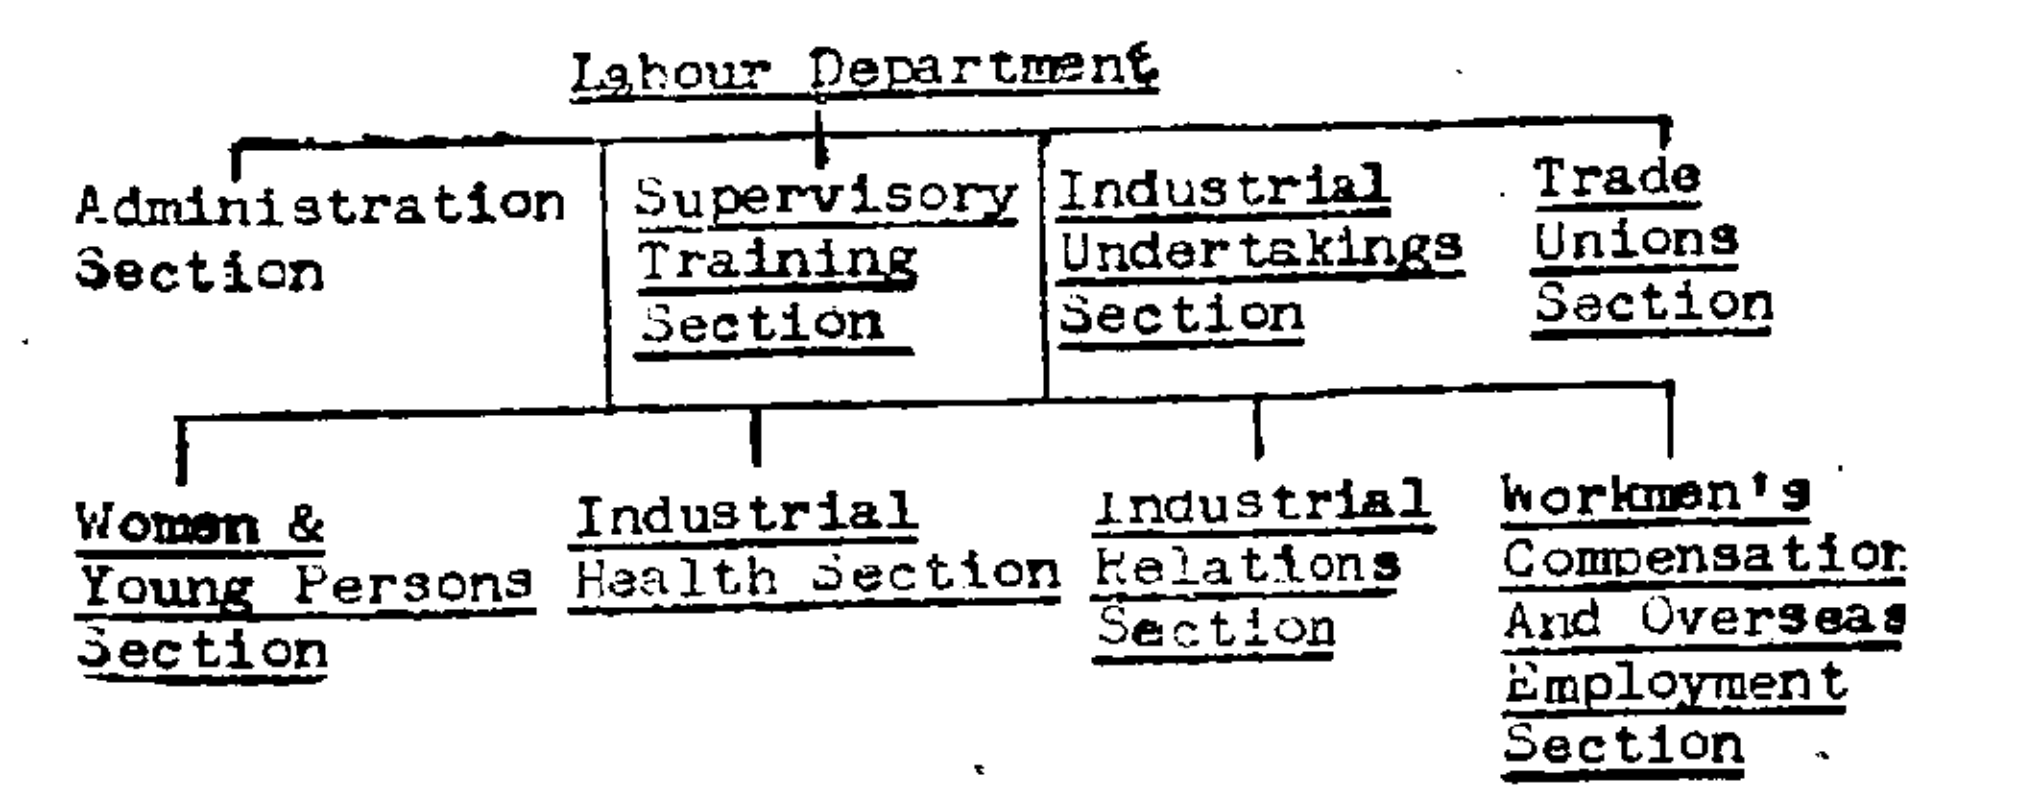 Labour Department
Administration
Section
Supervisory
Training
Section
Industrial
Undertakings
Section
Trade
Unions
Section
Women &
Young Persons
Section
Industrial
Health Section
Industrial
Relations
Section
Workmen's
Compensation
And Overseas
Employment
Section